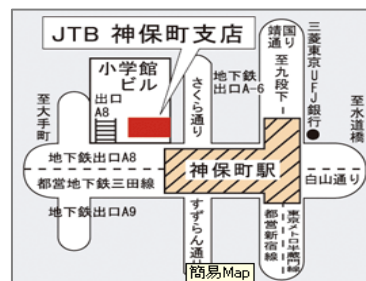 JTB 神保町支店
小学館
ビル
出口
A8
至大手町
さくら通り
地下鉄
出口A-6
靖国通り
至九段下
三菱東京UFJ銀行
至水道橋
地下鉄出口A8
都営地下鉄三田線
地下鉄出口A9
神保町駅
白山通り
すずらん通り
都営新宿線
東京メトロ半蔵門線
簡易Map